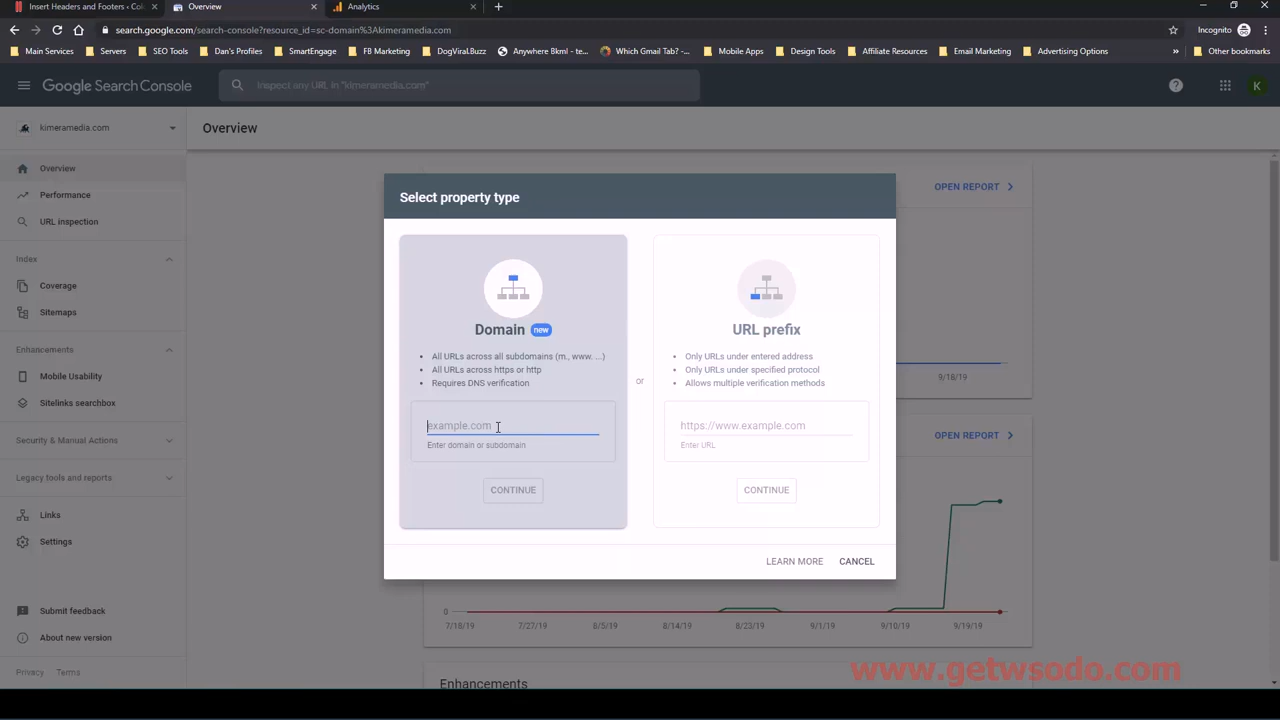 Insert Headers and Footers ‹ Col
Overview
Analytics
search.google.com/search-console?resource_id=sc-domain%3Akimeramedia.com
Incognito
Main Services
Servers
SEO Tools
Dan's Profiles
SmartEngage
FB Marketing
DogViral.Buzz
Anywhere Bkml - te...
Which Gmail Tab? -...
Mobile Apps
Design Tools
Affiliate Resources
Email Marketing
Advertising Options
Other bookmarks
Google Search Console
Inspect any URL in "kimeramedia.com"
K
kimeramedia.com
Overview
Overview
Performance
URL inspection
Index
Coverage
Sitemaps
Enhancements
Mobile Usability
Sitelinks searchbox
Security & Manual Actions
Legacy tools and reports
Links
Settings
Submit feedback
About new version
Privacy Terms
OPEN REPORT
9/18/19
OPEN REPORT
Select property type
Domain new
All URLs across all subdomains (m., www. ...)
All URLs across https or http
Requires DNS verification
example.com
Enter domain or subdomain
CONTINUE
or
URL prefix
Only URLs under entered address
Only URLs under specified protocol
Allows multiple verification methods
https://www.example.com
Enter URL
CONTINUE
LEARN MORE CANCEL
0
7/18/19 7/27/19 8/5/19 8/14/19 8/23/19 9/1/19 9/10/19 9/19/19
Enhancements
www.getwsodo.com